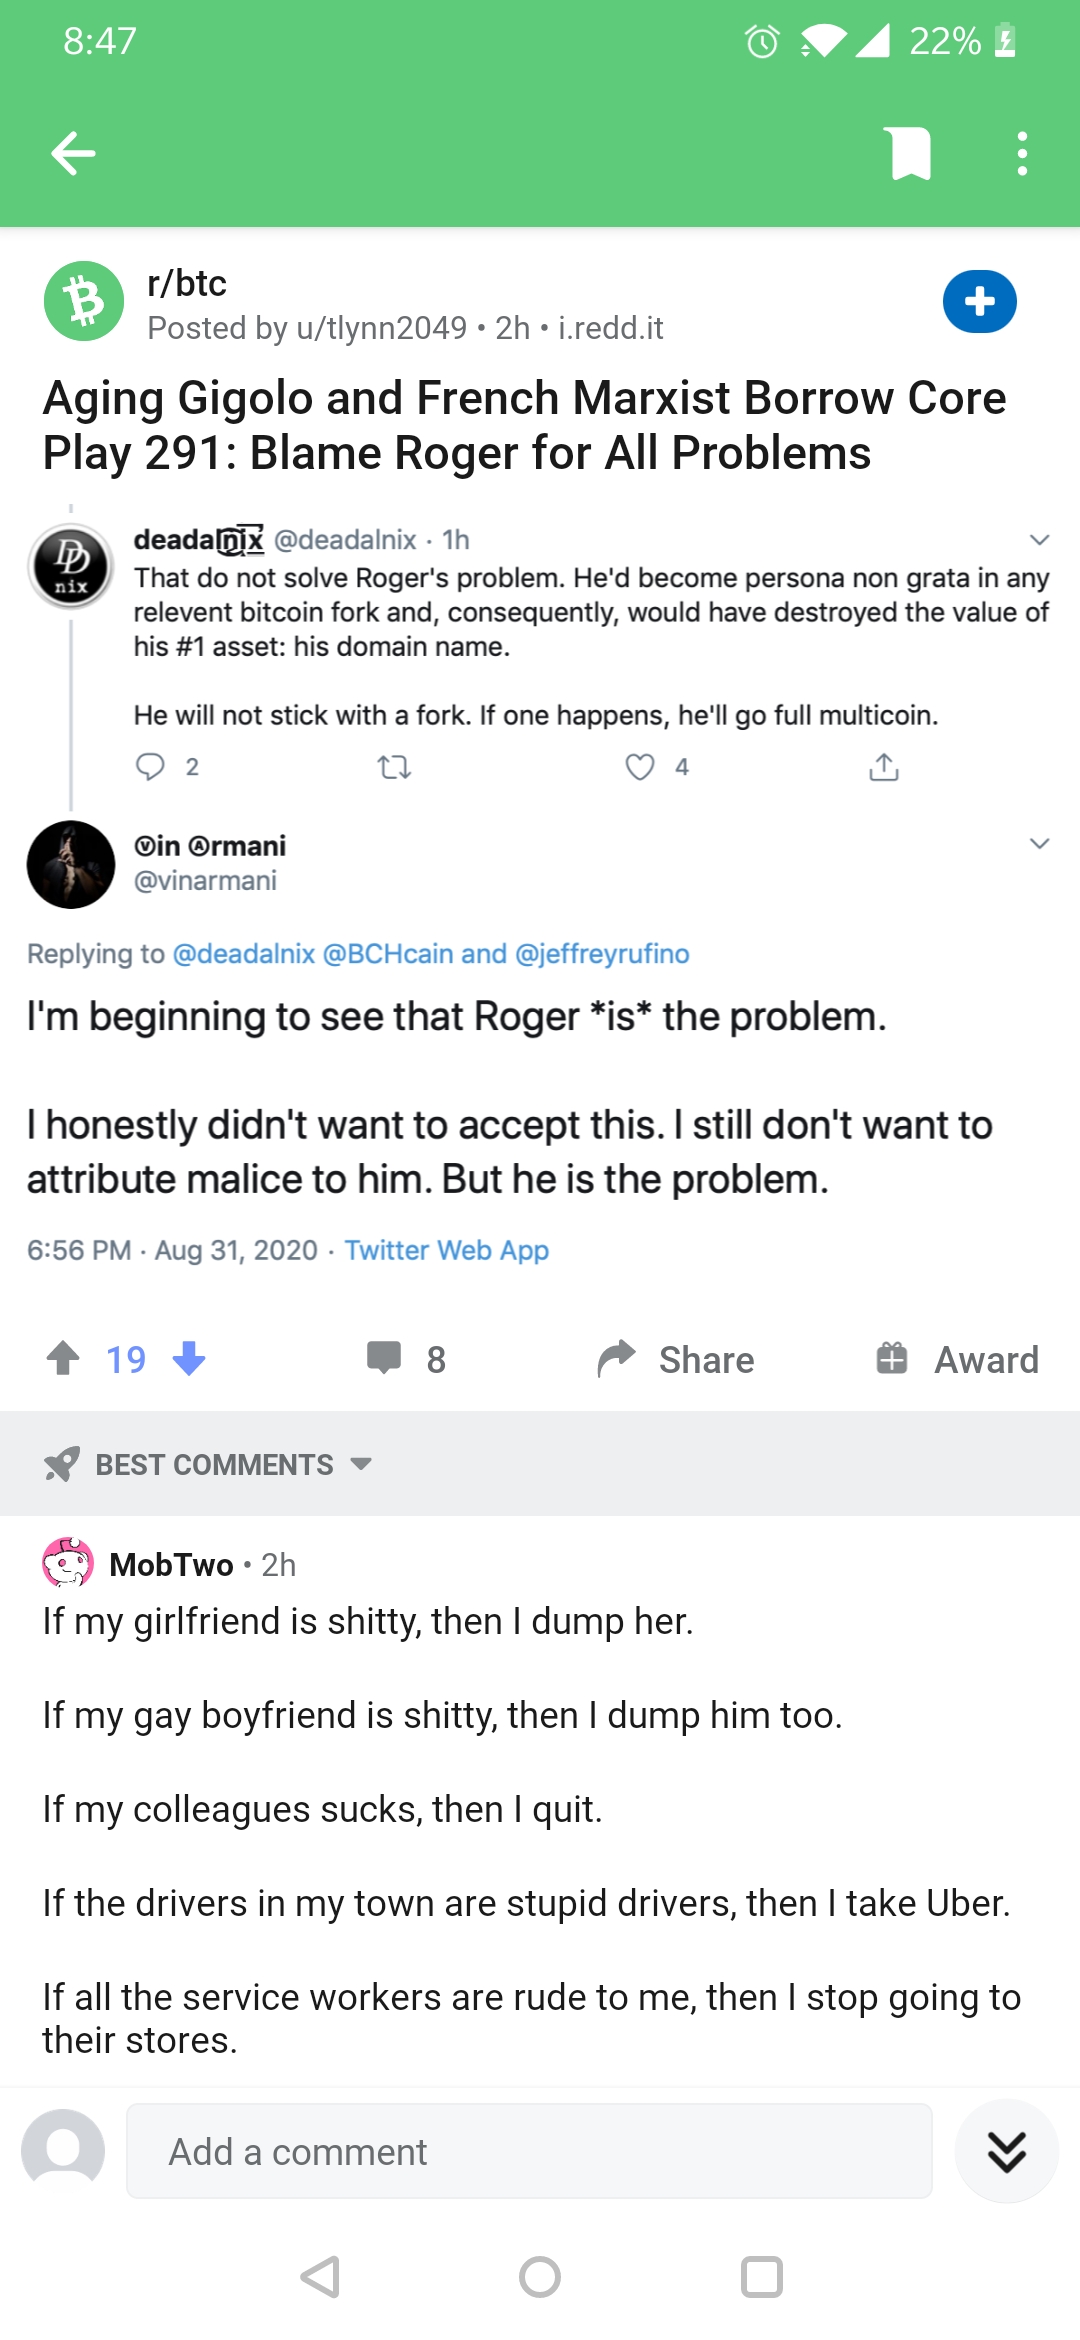 8:47
22%
r/btc
Posted by u/tlynn2049 • 2h • i.redd.it
Aging Gigolo and French Marxist Borrow Core
Play 291: Blame Roger for All Problems
deadalnix @deadalnix · 1h
That do not solve Roger's problem. He'd become persona non grata in any
relevent bitcoin fork and, consequently, would have destroyed the value of
his #1 asset: his domain name.
He will not stick with a fork. If one happens, he'll go full multicoin.
2 4
DD
nix
ⓥin Ⓐrmani
@vinarmani
Replying to @deadalnix @BCHcain and @jeffreyrufino
I'm beginning to see that Roger *is* the problem.
I honestly didn't want to accept this. I still don't want to
attribute malice to him. But he is the problem.
6:56 PM · Aug 31, 2020 · Twitter Web App
19 8 Share Award
BEST COMMENTS
MobTwo • 2h
If my girlfriend is shitty, then I dump her.
If my gay boyfriend is shitty, then I dump him too.
If my colleagues sucks, then I quit.
If the drivers in my town are stupid drivers, then I take Uber.
If all the service workers are rude to me, then I stop going to
their stores.
Add a comment